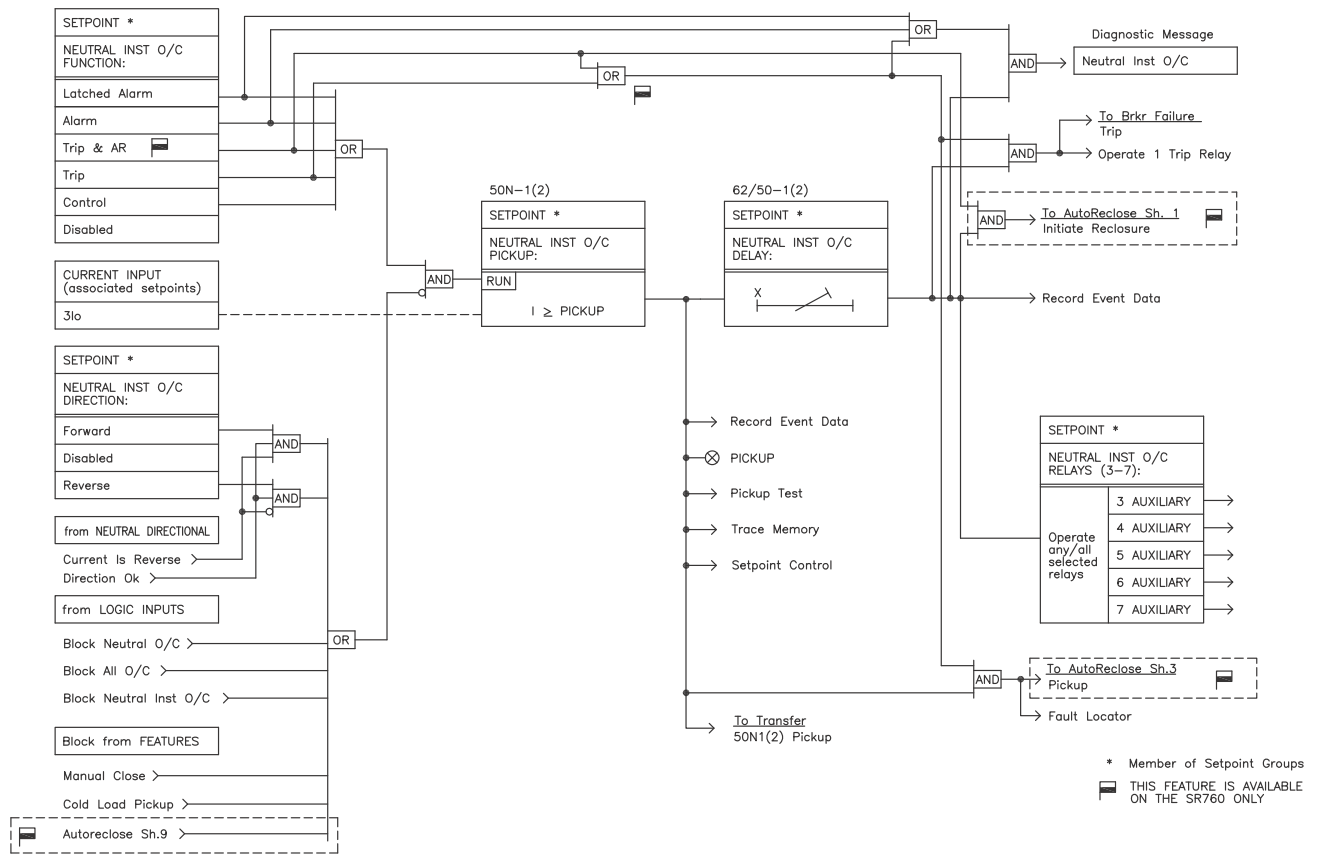 SETPOINT *
NEUTRAL INST O/C
FUNCTION:
Latched Alarm
Alarm
Trip & AR
Trip
Control
Disabled
OR
CURRENT INPUT
(associated setpoints)
3Io
SETPOINT *
NEUTRAL INST O/C
DIRECTION:
Forward
Disabled
Reverse
AND
AND
from NEUTRAL DIRECTIONAL
Current Is Reverse
Direction Ok
from LOGIC INPUTS
Block Neutral O/C
Block All O/C
Block Neutral Inst O/C
OR
Block from FEATURES
Manual Close
Cold Load Pickup
Autoreclose Sh.9
AND
50N-1(2)
SETPOINT *
NEUTRAL INST O/C
PICKUP:
RUN
I ≥ PICKUP
62/50-1(2)
SETPOINT *
NEUTRAL INST O/C
DELAY:
X
OR
OR
AND
Diagnostic Message
Neutral Inst O/C
AND
To Brkr Failure
Trip
Operate 1 Trip Relay
AND
To AutoReclose Sh. 1
Initiate Reclosure
Record Event Data
Record Event Data
PICKUP
Pickup Test
Trace Memory
Setpoint Control
SETPOINT *
NEUTRAL INST O/C
RELAYS (3-7):
Operate
any/all
selected
relays
3 AUXILIARY
4 AUXILIARY
5 AUXILIARY
6 AUXILIARY
7 AUXILIARY
AND
To AutoReclose Sh.3
Pickup
Fault Locator
To Transfer
50N1(2) Pickup
* Member of Setpoint Groups
THIS FEATURE IS AVAILABLE
ON THE SR760 ONLY